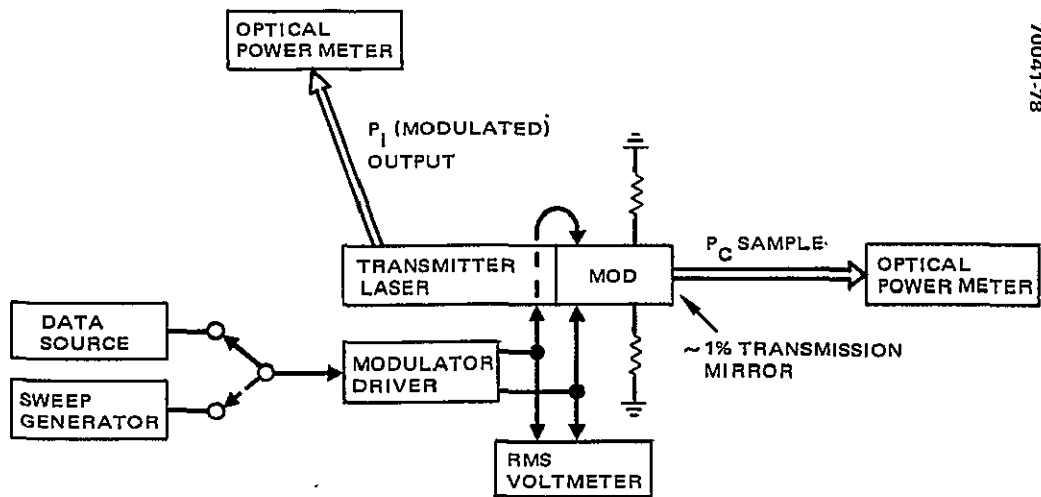 OPTICAL
POWER METER
70041-78
P_I (MODULATED)
OUTPUT
P_C SAMPLE
TRANSMITTER
LASER
MOD
OPTICAL
POWER METER
DATA
SOURCE
MODULATOR
DRIVER
~1% TRANSMISSION
MIRROR
SWEEP
GENERATOR
RMS
VOLTMETER